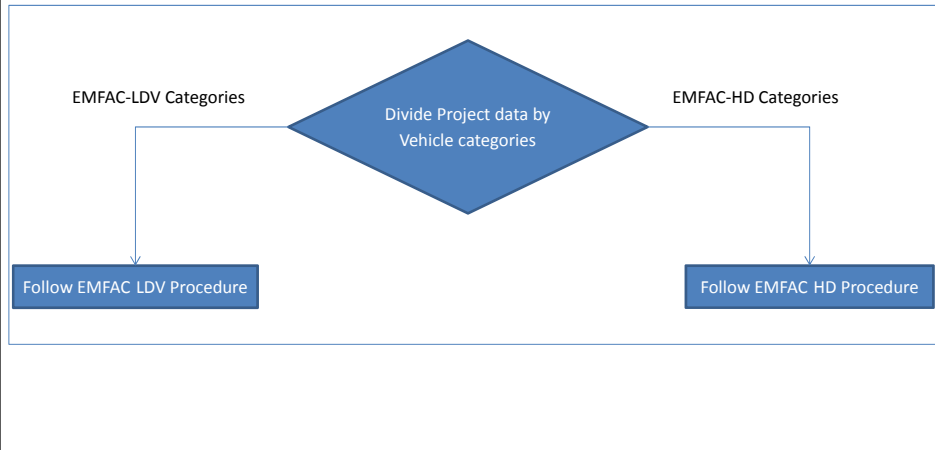 EMFAC-LDV Categories
EMFAC-HD Categories
Divide Project data by
Vehicle categories
Follow EMFAC LDV Procedure
Follow EMFAC HD Procedure